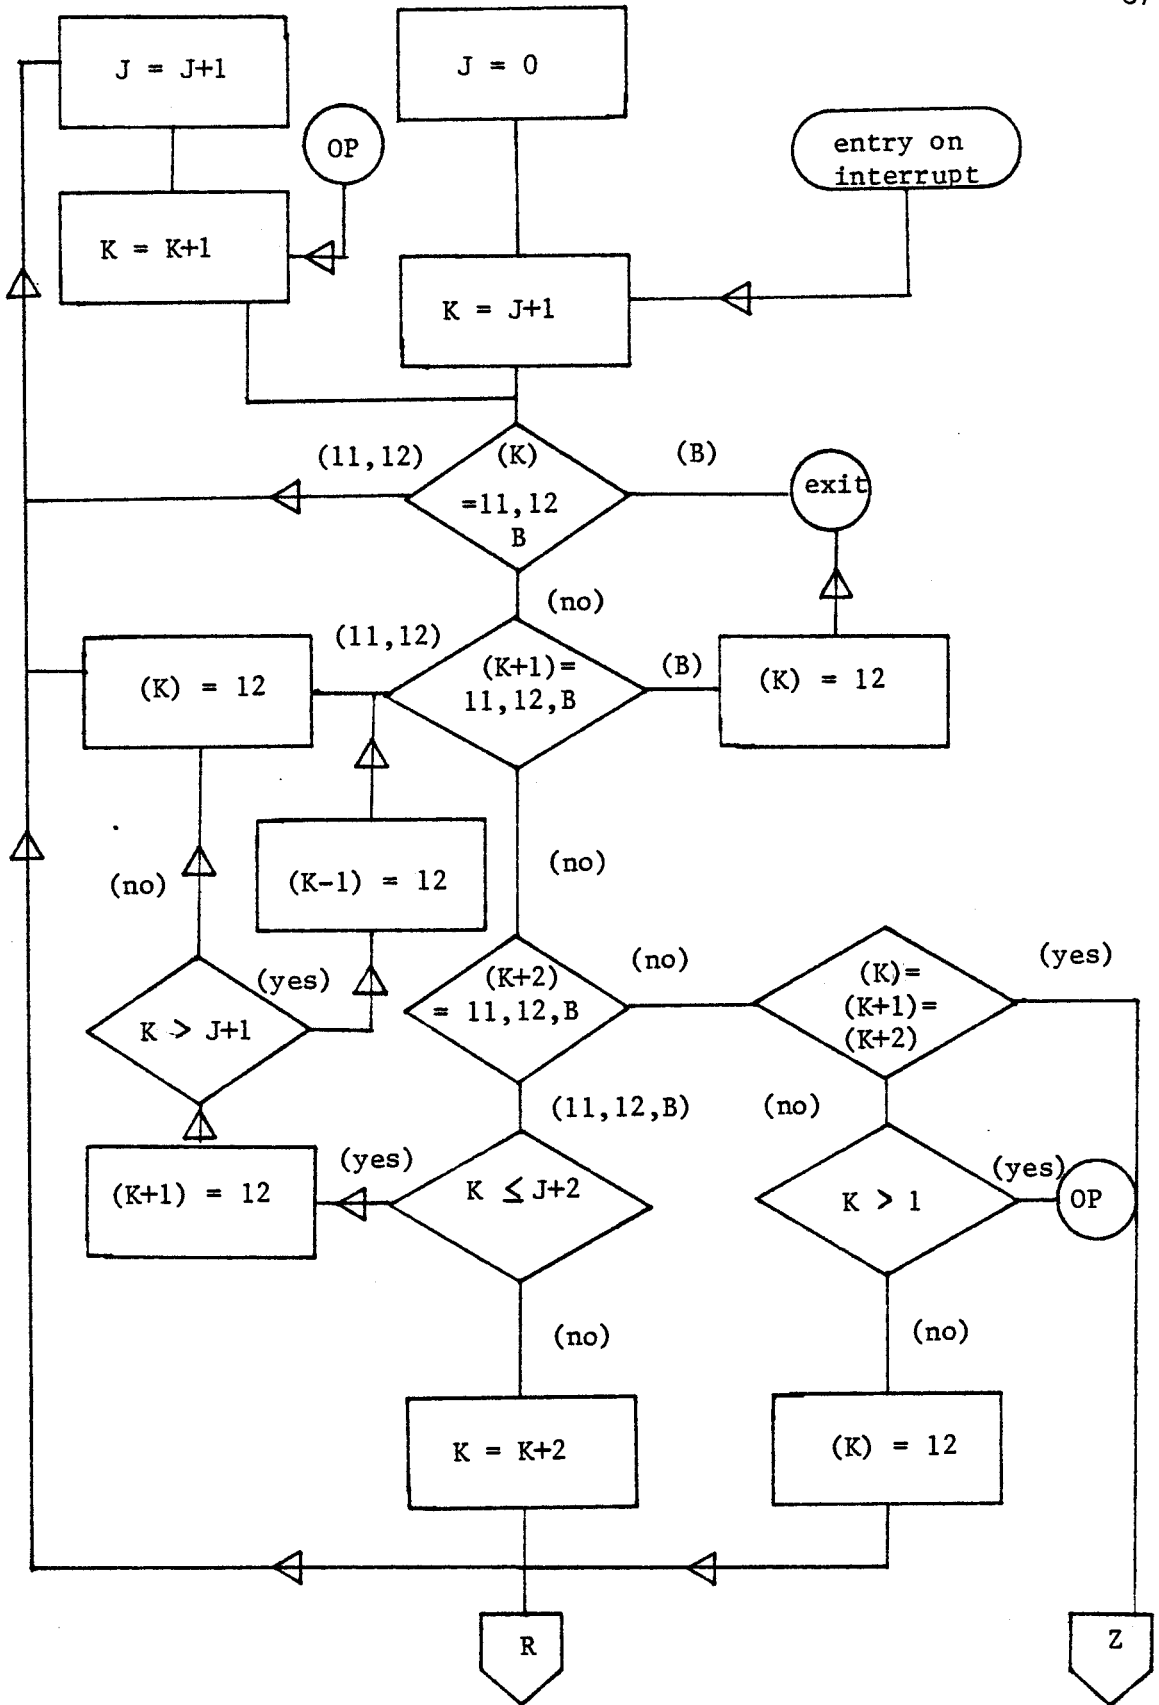 J = J+1
J = 0
OP
entry on
interrupt
K = K+1
K = J+1
(11,12)
(K)
=11,12
B
(B)
exit
(no)
(K) = 12
(11,12)
(K+1)=
11,12,B
(B)
(K) = 12
(no)
(K-1) = 12
(no)
(yes)
K > J+1
(K+2)
= 11,12,B
(no)
(K)=
(K+1)=
(K+2)
(yes)
(11,12,B)
(no)
(K+1) = 12
(yes)
K ≤ J+2
K > 1
(yes)
OP
(no)
(no)
K = K+2
(K) = 12
R
Z